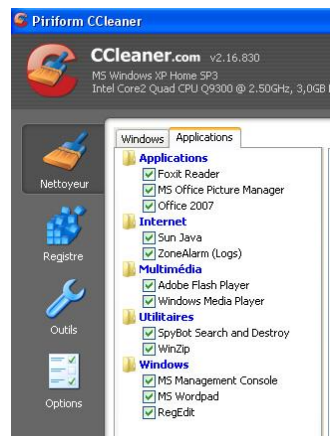 Piriform CCleaner
CCleaner.com v2.16.830
MS Windows XP Home SP3
Intel Core2 Quad CPU Q9300 @ 2.50GHz, 3,0GB
Nettoyeur
Registre
Outils
Options
Windows Applications
Applications
Foxit Reader
MS Office Picture Manager
Office 2007
Internet
Sun Java
ZoneAlarm (Logs)
Multimédia
Adobe Flash Player
Windows Media Player
Utilitaires
SpyBot Search and Destroy
WinZip
Windows
MS Management Console
MS Wordpad
RegEdit